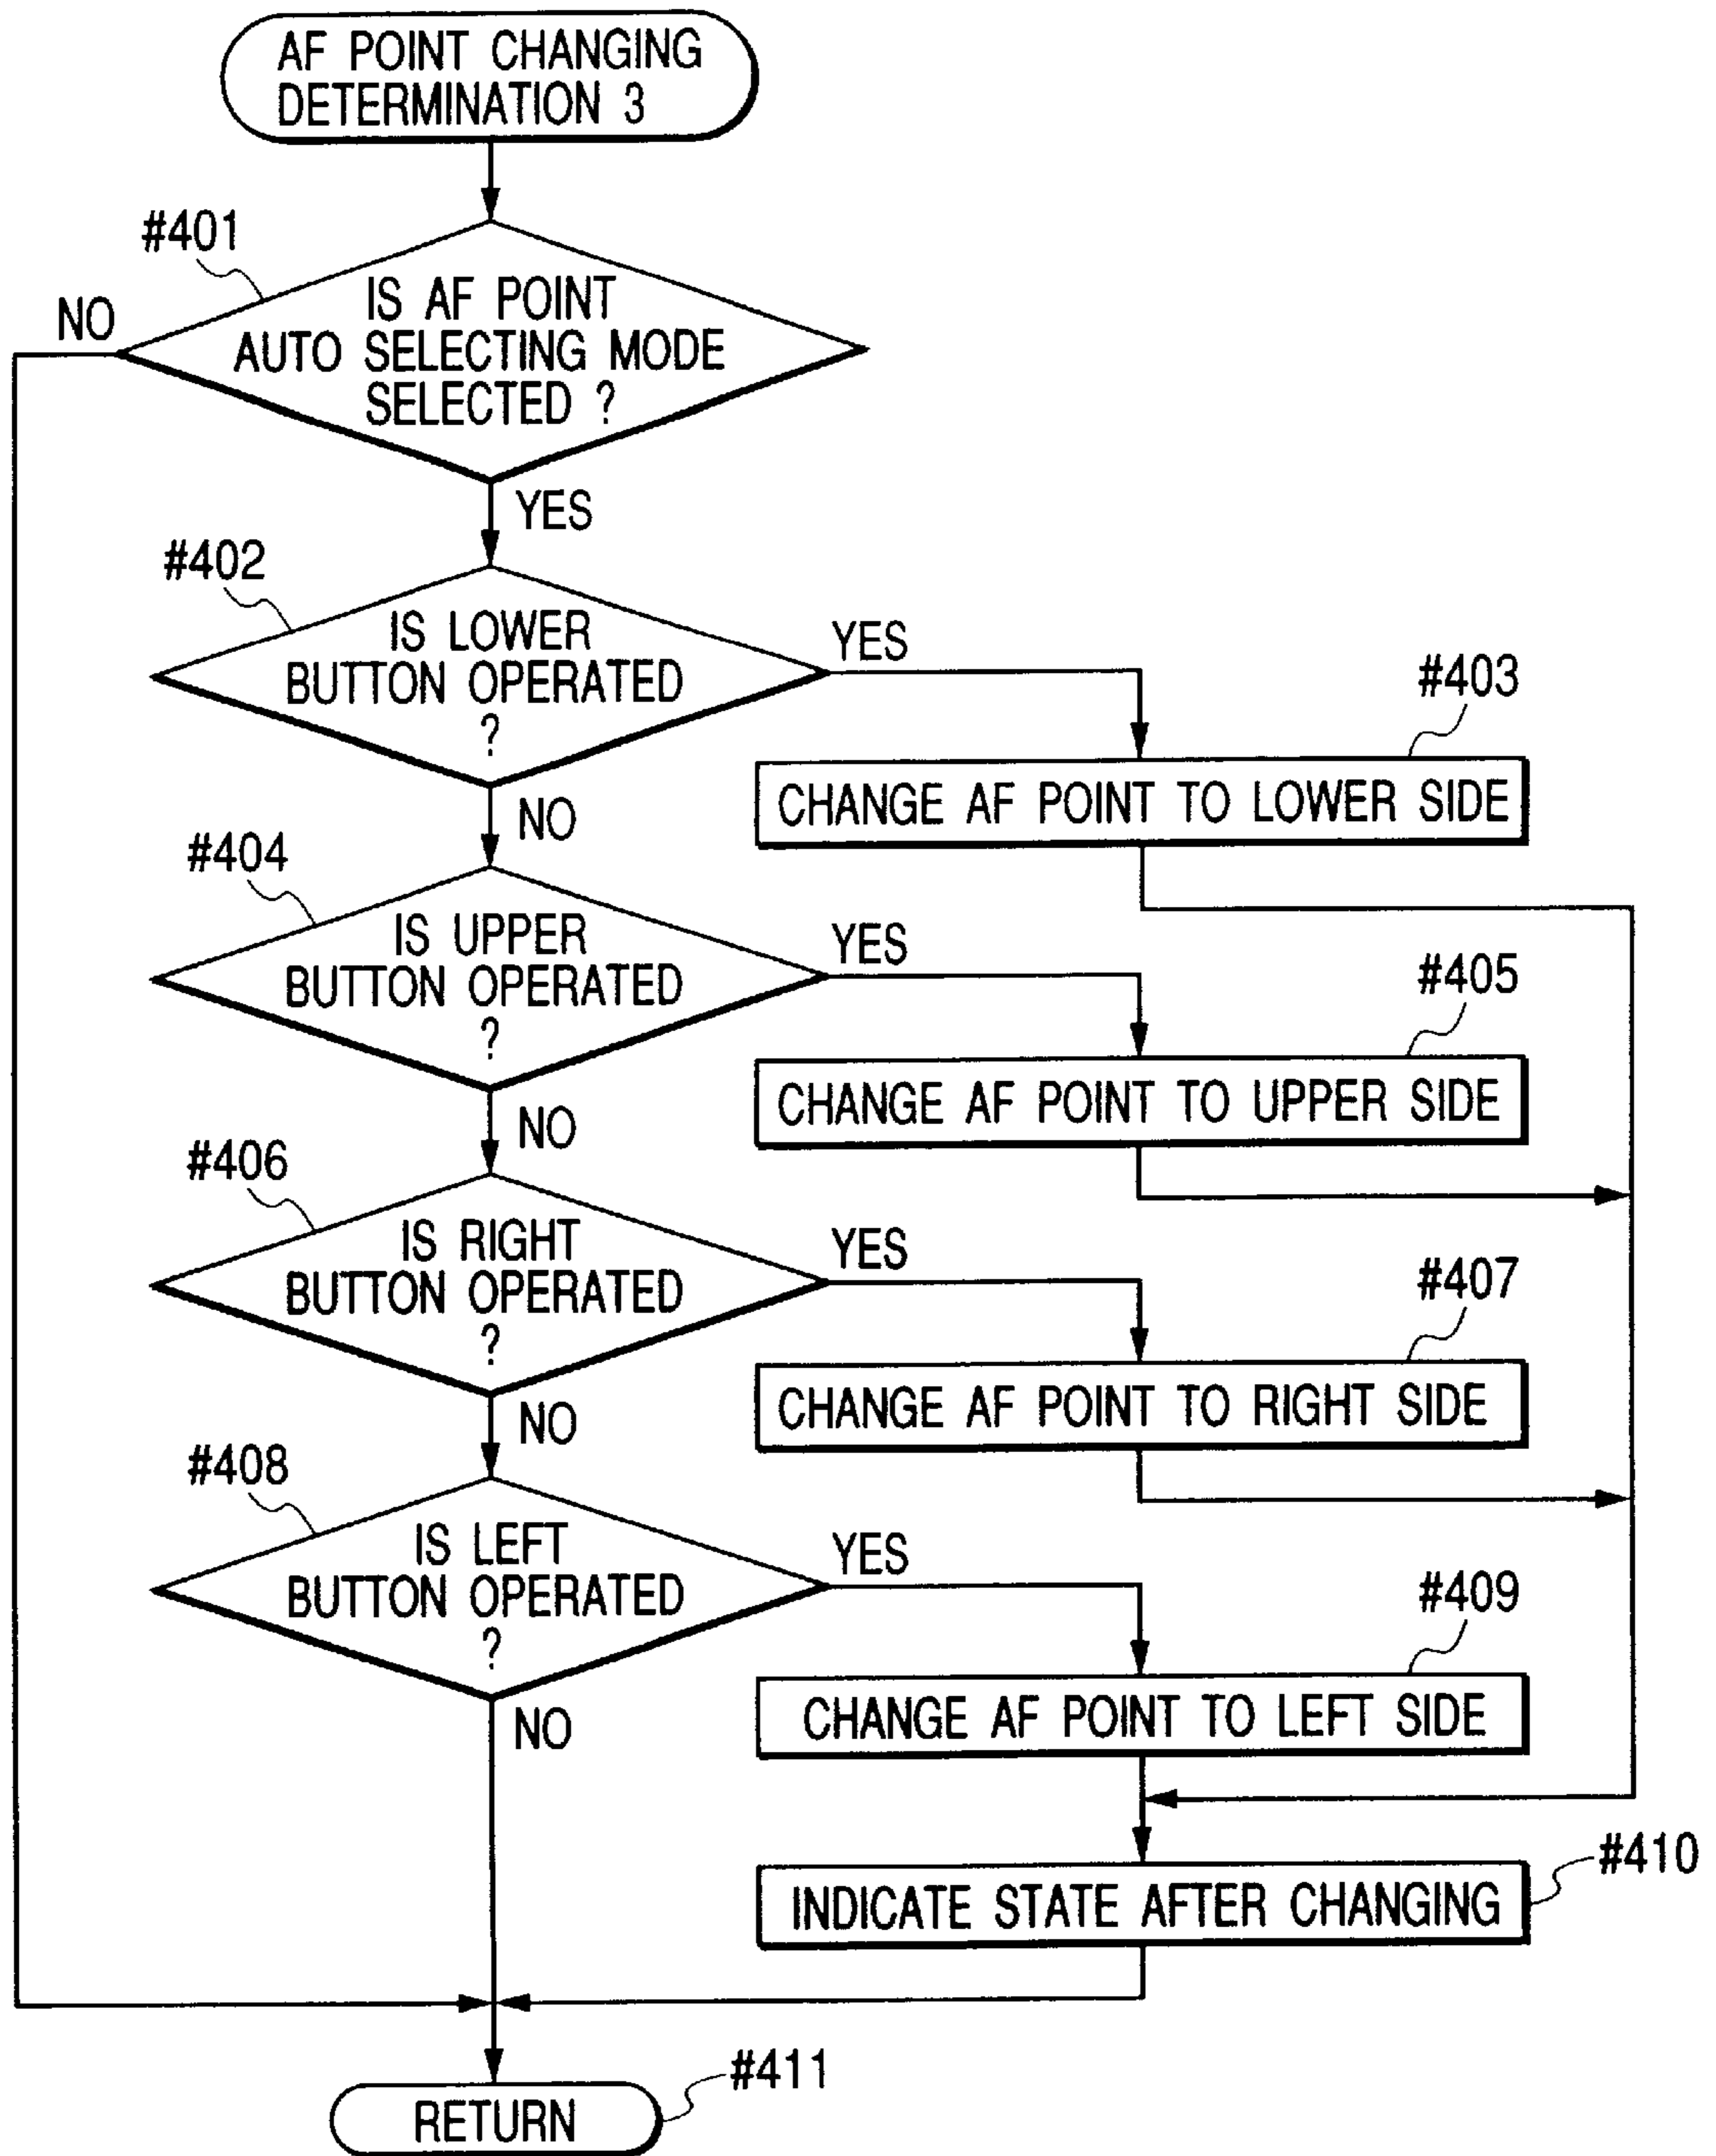 AF POINT CHANGING
DETERMINATION 3
#401
NO
IS AF POINT
AUTO SELECTING MODE
SELECTED ?
YES
#402
IS LOWER
BUTTON OPERATED
?
YES
#403
CHANGE AF POINT TO LOWER SIDE
NO
#404
IS UPPER
BUTTON OPERATED
?
YES
#405
CHANGE AF POINT TO UPPER SIDE
NO
#406
IS RIGHT
BUTTON OPERATED
?
YES
#407
CHANGE AF POINT TO RIGHT SIDE
NO
#408
IS LEFT
BUTTON OPERATED
?
YES
#409
CHANGE AF POINT TO LEFT SIDE
NO
#410
INDICATE STATE AFTER CHANGING
#411
RETURN